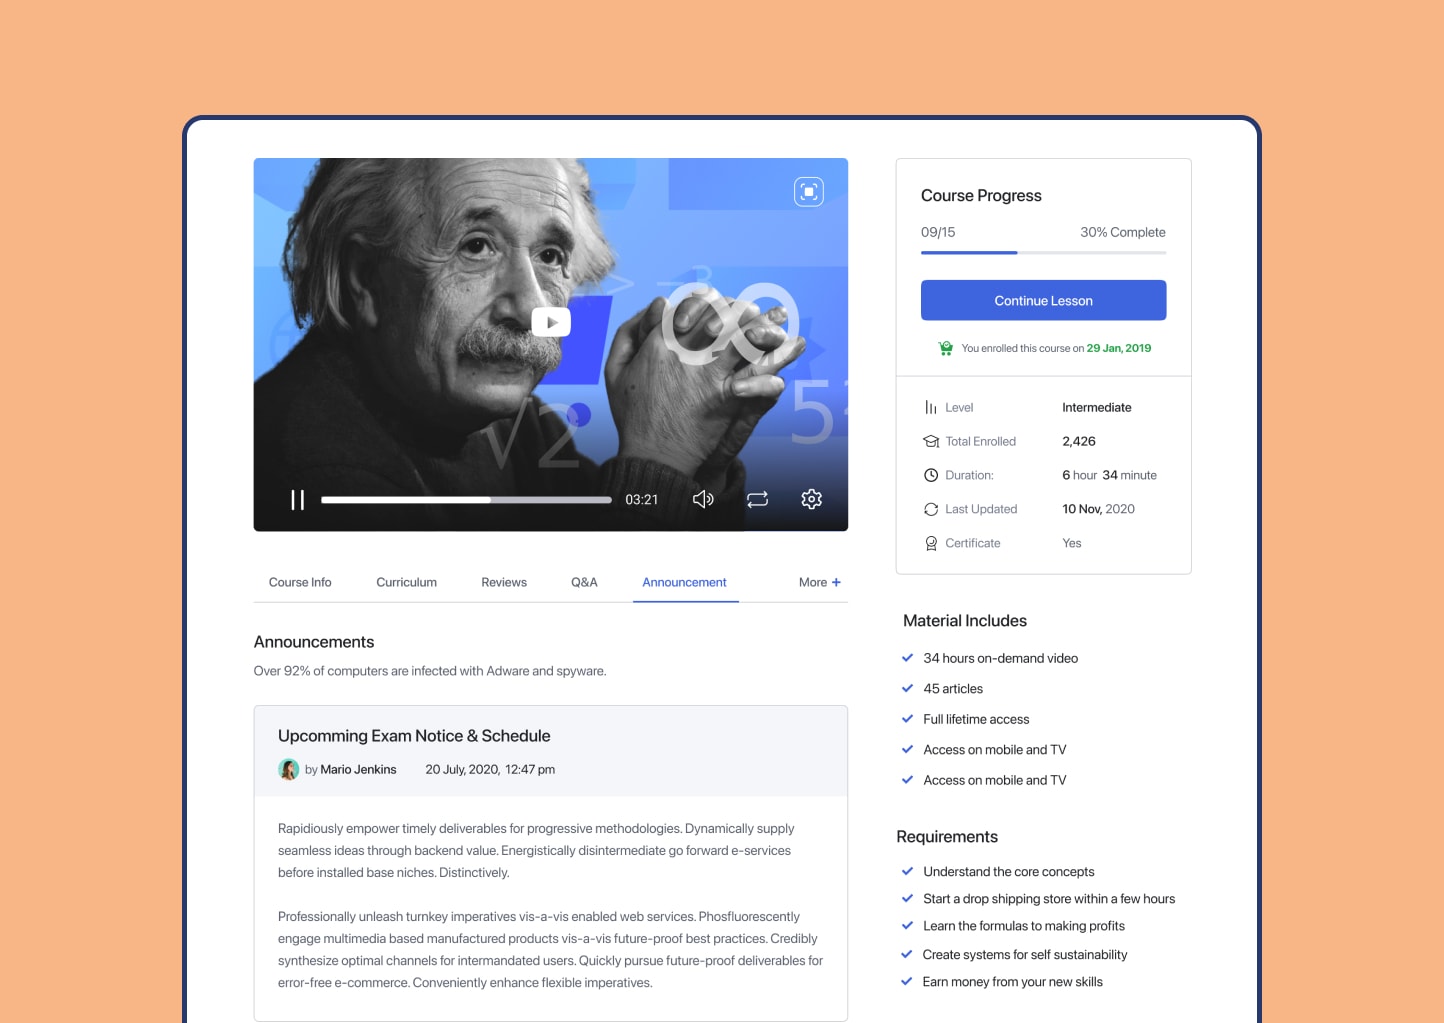 ∞
> −3
√2
52
03:21
Course Info
Curriculum
Reviews
Q&A
Announcement
More +
Announcements
Over 92% of computers are infected with Adware and spyware.
Upcomming Exam Notice & Schedule
by Mario Jenkins
20 July, 2020, 12:47 pm
Rapidiously empower timely deliverables for progressive methodologies. Dynamically supply
seamless ideas through backend value. Energistically disintermediate go forward e-services
before installed base niches. Distinctively.
Professionally unleash turnkey imperatives vis-a-vis enabled web services. Phosfluorescently
engage multimedia based manufactured products vis-a-vis future-proof best practices. Credibly
synthesize optimal channels for intermandated users. Quickly pursue future-proof deliverables for
error-free e-commerce. Conveniently enhance flexible imperatives.
Course Progress
09/15
30% Complete
Continue Lesson
You enrolled this course on 29 Jan, 2019
Level
Intermediate
Total Enrolled
2,426
Duration:
6 hour 34 minute
Last Updated
10 Nov, 2020
Certificate
Yes
Material Includes
34 hours on-demand video
45 articles
Full lifetime access
Access on mobile and TV
Access on mobile and TV
Requirements
Understand the core concepts
Start a drop shipping store within a few hours
Learn the formulas to making profits
Create systems for self sustainability
Earn money from your new skills